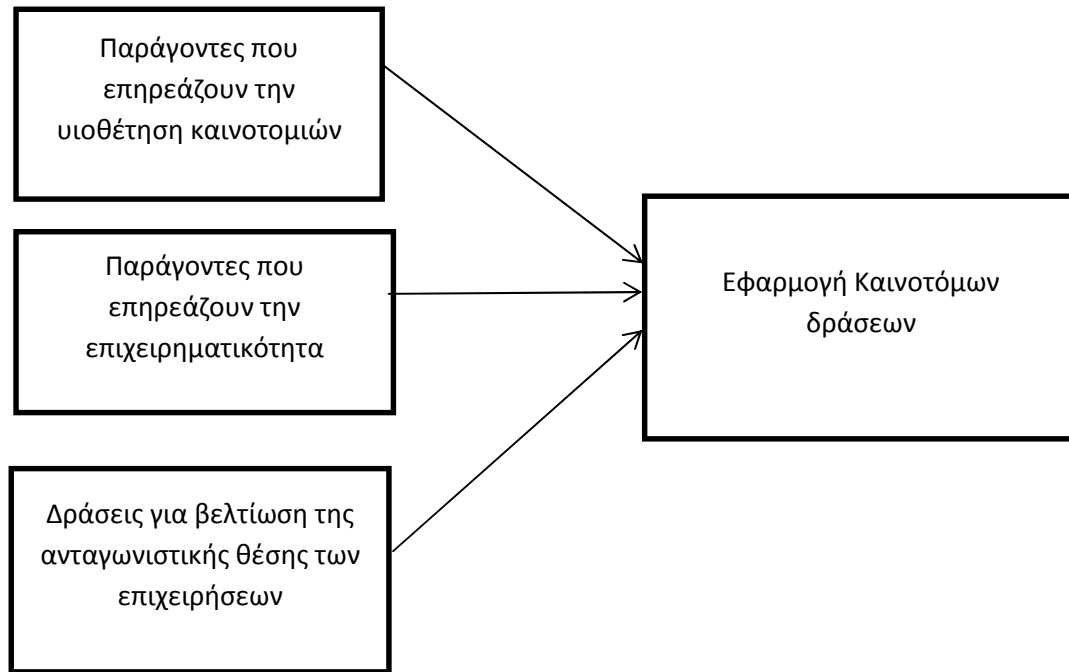 Παράγοντες που
επηρεάζουν την
υιοθέτηση καινοτομιών
Παράγοντες που
επηρεάζουν την
επιχειρηματικότητα
Δράσεις για βελτίωση της
ανταγωνιστικής θέσης των
επιχειρήσεων
Εφαρμογή Καινοτόμων
δράσεων